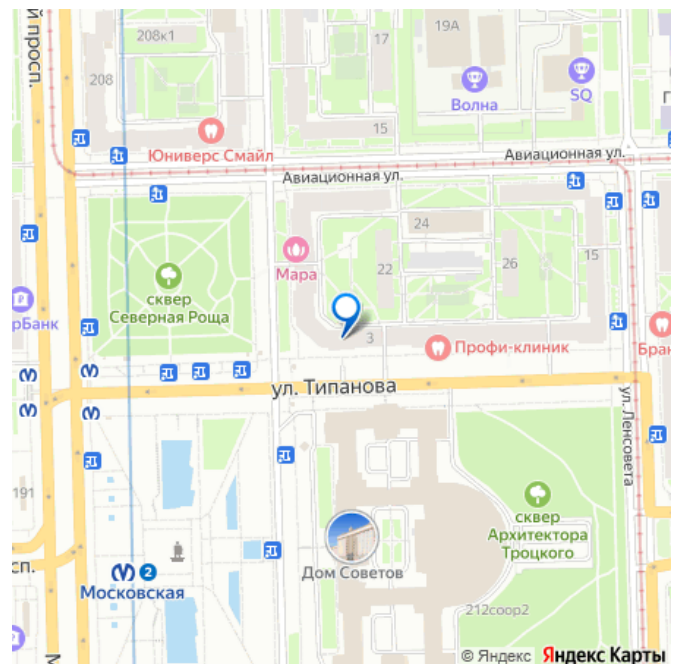 208к1
17
19А
й просп.
208
Волна
SQ
П
15
Юниверс Смайл
Авиационная ул.
Авиационная ул.
24
Мара
22
26
15
сквер
Северная Роща
рБанк
3
Профи-клиник
Бран
ул. Типанова
ул. Ленсовета
191
сквер
Архитектора
Троцкого
сп.
2
Московская
Дом Советов
212соор2
М
© Яндекс Яндекс Карты